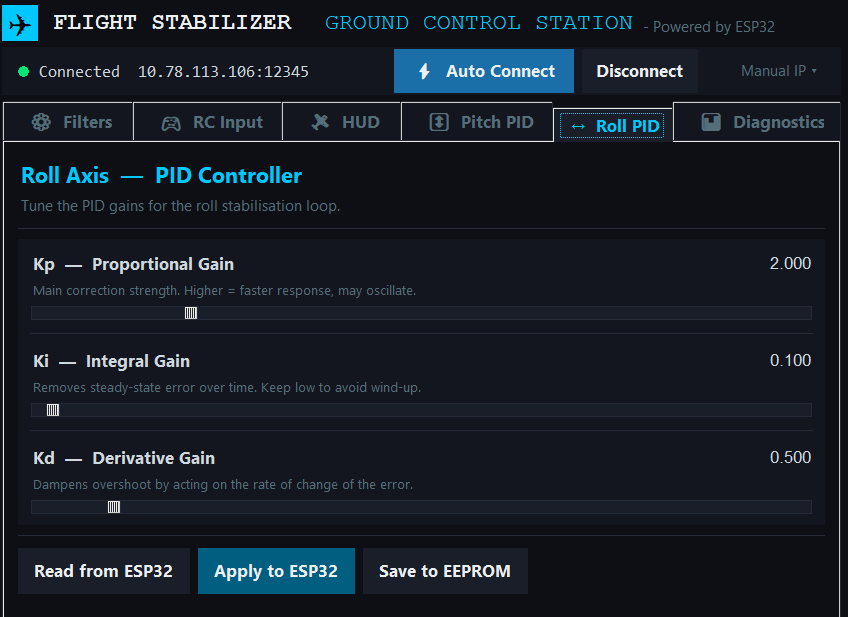 FLIGHT STABILIZER GROUND CONTROL STATION - Powered by ESP32
Connected 10.78.113.106:12345 Auto Connect Disconnect Manual IP
Filters RC Input HUD Pitch PID Roll PID Diagnostics
Roll Axis — PID Controller
Tune the PID gains for the roll stabilisation loop.
Kp — Proportional Gain 2.000
Main correction strength. Higher = faster response, may oscillate.
Ki — Integral Gain 0.100
Removes steady-state error over time. Keep low to avoid wind-up.
Kd — Derivative Gain 0.500
Dampens overshoot by acting on the rate of change of the error.
Read from ESP32 Apply to ESP32 Save to EEPROM